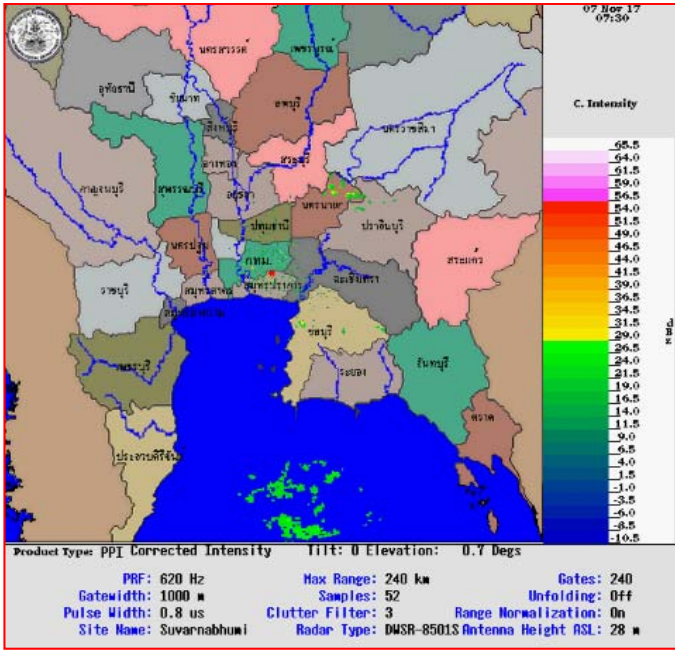 07 Nov 17
07:30
C. Intensity
นครสวรรค์
เพชรบูรณ์
อุทัยธานี
ชัยนาท
ลพบุรี
สิงห์บุรี
นครราชสีมา
อ่างทอง
สระบุรี
กาญจนบุรี
สุพรรณบุรี
อยุธยา
นครนายก
ปทุมธานี
ปราจีนบุรี
นครปฐม
กทม.
สระแก้ว
ราชบุรี
สมุทรสาคร
สมุทรปราการ
ฉะเชิงเทรา
ชลบุรี
เพชรบุรี
ระยอง
จันทบุรี
ตราด
ประจวบคีรีขันธ์
65.5
64.0
61.5
59.0
56.5
54.0
51.5
49.0
46.5
44.0
41.5
39.0
36.5
34.0
31.5
29.0
26.5
24.0
21.5
19.0
16.5
14.0
11.5
9.0
6.5
4.0
1.5
-1.0
-3.5
-6.0
-8.5
-10.5
Product Type: PPI Corrected Intensity Tilt: 0 Elevation: 0.7 Degs
PRF: 620 Hz Max Range: 240 km Gates: 240
Gatewidth: 1000 m Samples: 52 Unfolding: Off
Pulse Width: 0.8 us Clutter Filter: 3 Range Normalization: On
Site Name: Suvarnabhumi Radar Type: DWSR-8501S Antenna Height ASL: 28 m